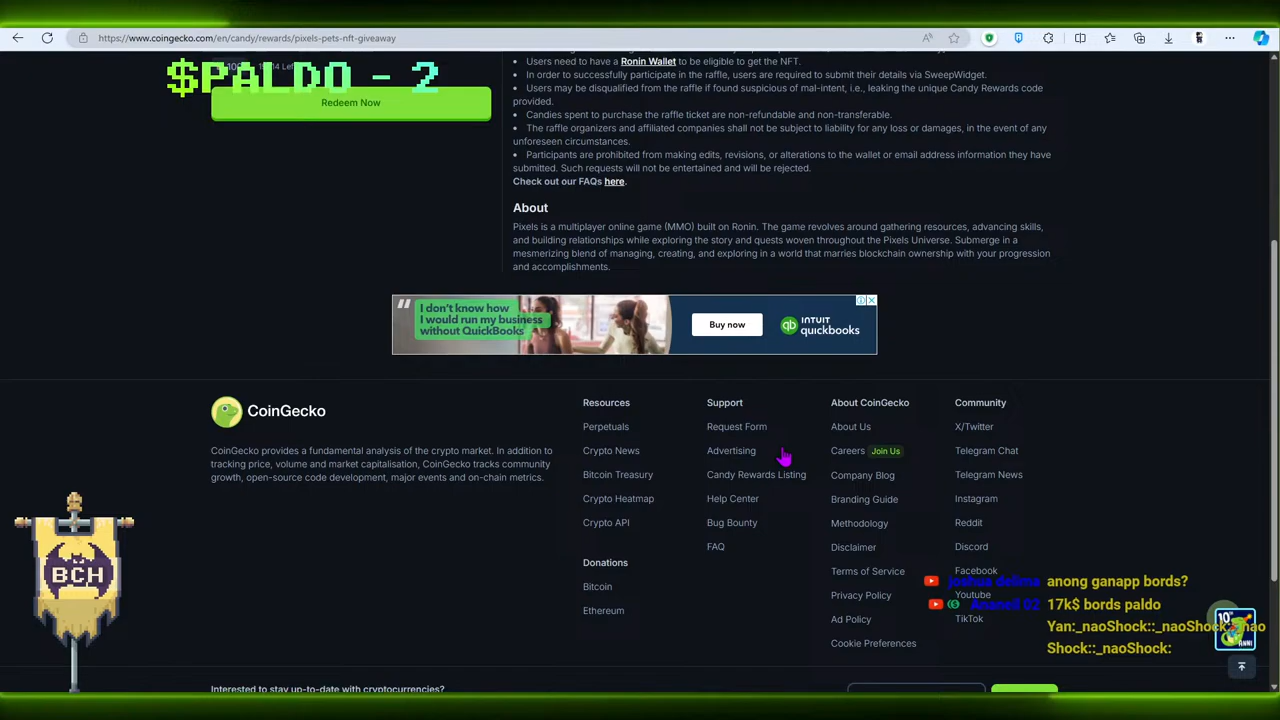 https://www.coingecko.com/en/candy/rewards/pixels-pets-nft-giveaway
$PALDO - 2
Redeem Now
• Users need to have a Ronin Wallet to be eligible to get the NFT.
• In order to successfully participate in the raffle, users are required to submit their details via SweepWidget.
• Users may be disqualified from the raffle if found suspicious of mal-intent, i.e., leaking the unique Candy Rewards code
provided.
• Candies spent to purchase the raffle ticket are non-refundable and non-transferable.
• The raffle organizers and affiliated companies shall not be subject to liability for any loss or damages, in the event of any
unforeseen circumstances.
• Participants are prohibited from making edits, revisions, or alterations to the wallet or email address information they have
submitted. Such requests will not be entertained and will be rejected.
Check out our FAQs here.
About
Pixels is a multiplayer online game (MMO) built on Ronin. The game revolves around gathering resources, advancing skills,
and building relationships while exploring the story and quests woven throughout the Pixels Universe. Submerge in a
mesmerizing blend of managing, creating, and exploring in a world that marries blockchain ownership with your progression
and accomplishments.
I don't know how
I would run my business
without QuickBooks
Buy now
INTUIT
quickbooks
CoinGecko
CoinGecko provides a fundamental analysis of the crypto market. In addition to
tracking price, volume and market capitalisation, CoinGecko tracks community
growth, open-source code development, major events and on-chain metrics.
Resources
Perpetuals
Crypto News
Bitcoin Treasury
Crypto Heatmap
Crypto API
Donations
Bitcoin
Ethereum
Support
Request Form
Advertising
Candy Rewards Listing
Help Center
Bug Bounty
FAQ
About CoinGecko
About Us
Careers Join Us
Company Blog
Branding Guide
Methodology
Disclaimer
Terms of Service
Privacy Policy
Ad Policy
Cookie Preferences
Community
X/Twitter
Telegram Chat
Telegram News
Instagram
Reddit
Discord
Facebook
Youtube
TikTok
joshua delima anong ganapp bords?
Ananeil 02 17k$ bords paldo
Yan:_naoShock::_naoShock:
Shock::_naoShock:
BCH
10th
ANNI
Interested to stay up-to-date with cryptocurrencies?